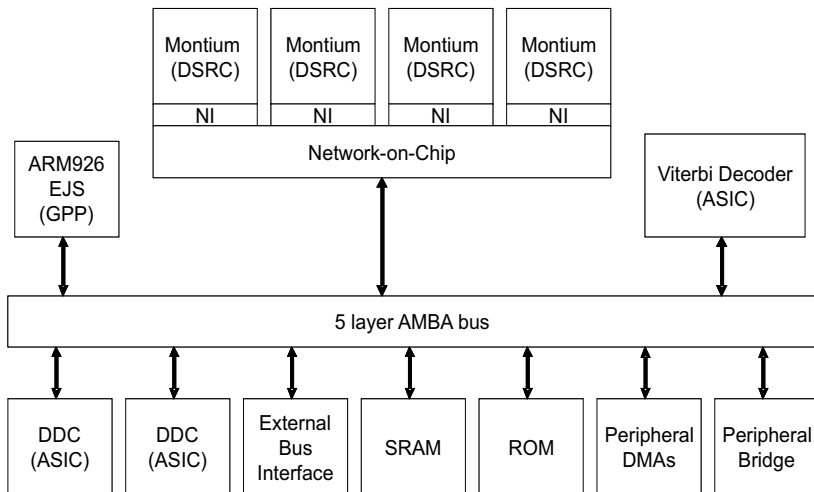 Montium
(DSRC)
Montium
(DSRC)
Montium
(DSRC)
Montium
(DSRC)
NI
NI
NI
NI
Network-on-Chip
ARM926
EJS
(GPP)
Viterbi Decoder
(ASIC)
5 layer AMBA bus
DDC
(ASIC)
DDC
(ASIC)
External
Bus
Interface
SRAM
ROM
Peripheral
DMAs
Peripheral
Bridge